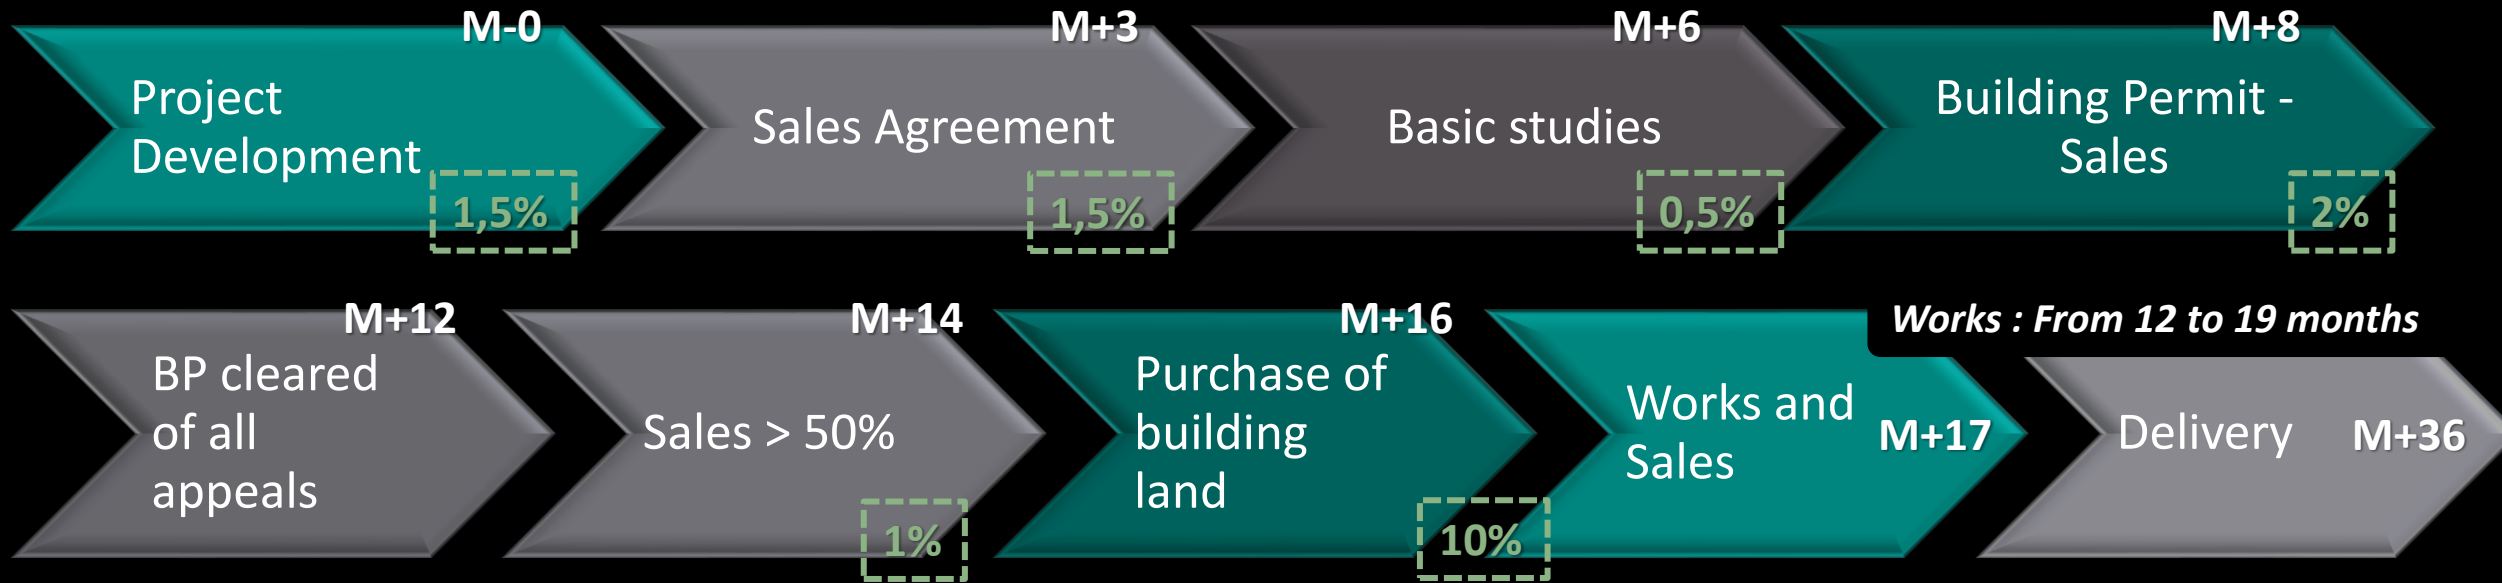 M-0
Project
Development
1,5%
M+3
Sales Agreement
1,5%
M+6
Basic studies
0,5%
M+8
Building Permit -
Sales
2%
M+12
BP cleared
of all
appeals
M+14
Sales > 50%
1%
M+16
Purchase of
building
land
10%
Works : From 12 to 19 months
Works and
Sales
M+17
Delivery
M+36